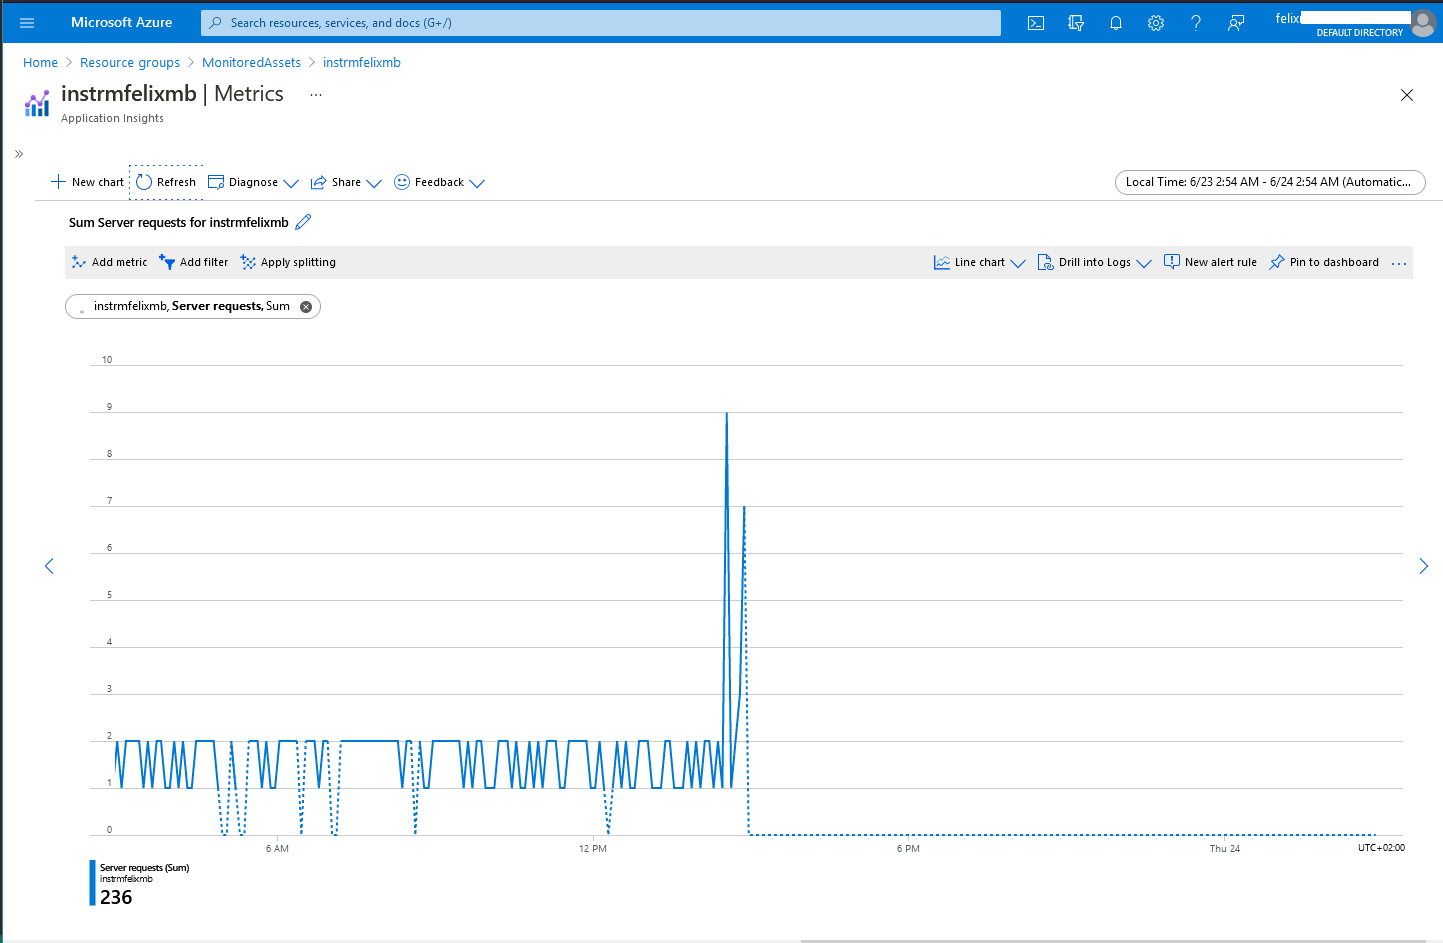 Microsoft Azure
Search resources, services, and docs (G+/)
felix
DEFAULT DIRECTORY
Home > Resource groups > MonitoredAssets > instrmfelixmb
instrmfelixmb | Metrics ...
Application Insights
»
New chart Refresh Diagnose Share Feedback
Local Time: 6/23 2:54 AM - 6/24 2:54 AM (Automatic...
Sum Server requests for instrmfelixmb
Add metric Add filter Apply splitting Line chart Drill into Logs New alert rule Pin to dashboard ...
instrmfelixmb, Server requests, Sum
10
9
8
7
6
5
4
3
2
1
0
6 AM 12 PM 6 PM Thu 24 UTC+02:00
Server requests (Sum)
instrmfelixmb
236